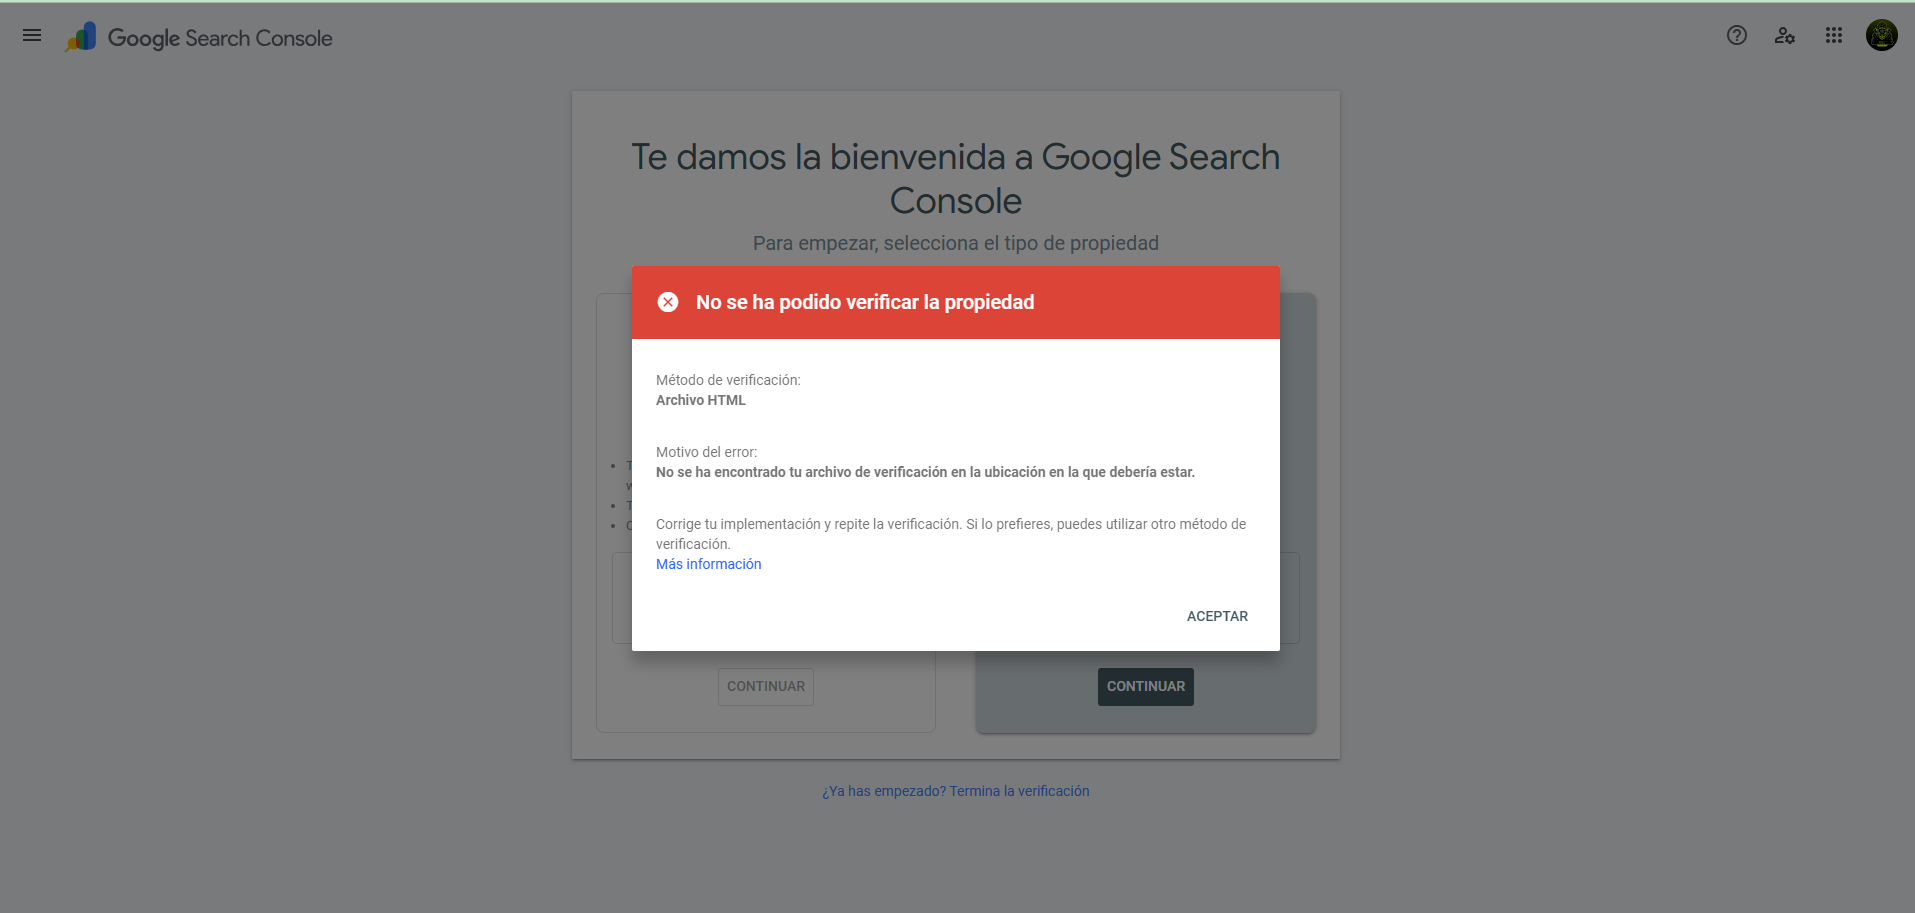 Google Search Console
Te damos la bienvenida a Google Search
Console
Para empezar, selecciona el tipo de propiedad
No se ha podido verificar la propiedad
Método de verificación:
Archivo HTML
Motivo del error:
No se ha encontrado tu archivo de verificación en la ubicación en la que debería estar.
Corrige tu implementación y repite la verificación. Si lo prefieres, puedes utilizar otro método de
verificación.
Más información
ACEPTAR
CONTINUAR
CONTINUAR
¿Ya has empezado? Termina la verificación